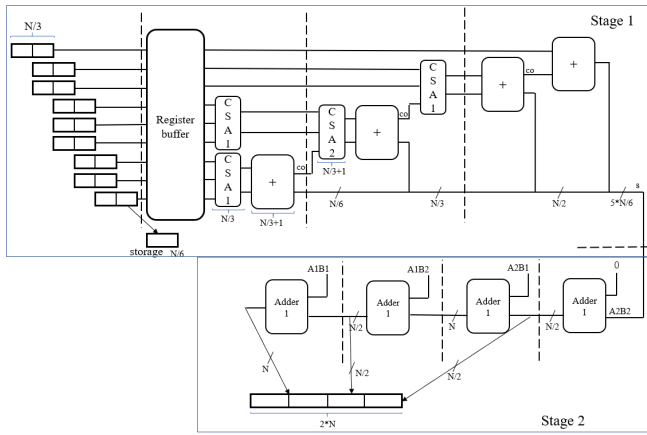 Stage 1
N/3
Register
buffer
C
S
A
1
C
S
A
1
N/3
+
N/3+1
co
C
S
A
2
N/3+1
+
co
C
S
A
1
+
co
+
N/6
N/3
N/2
5*N/6
s
storage N/6
A1B1
A1B2
A2B1
0
Adder
1
Adder
1
Adder
1
Adder
1
A2B2
N/2
N
N/2
N
N/2
N/2
2*N
Stage 2